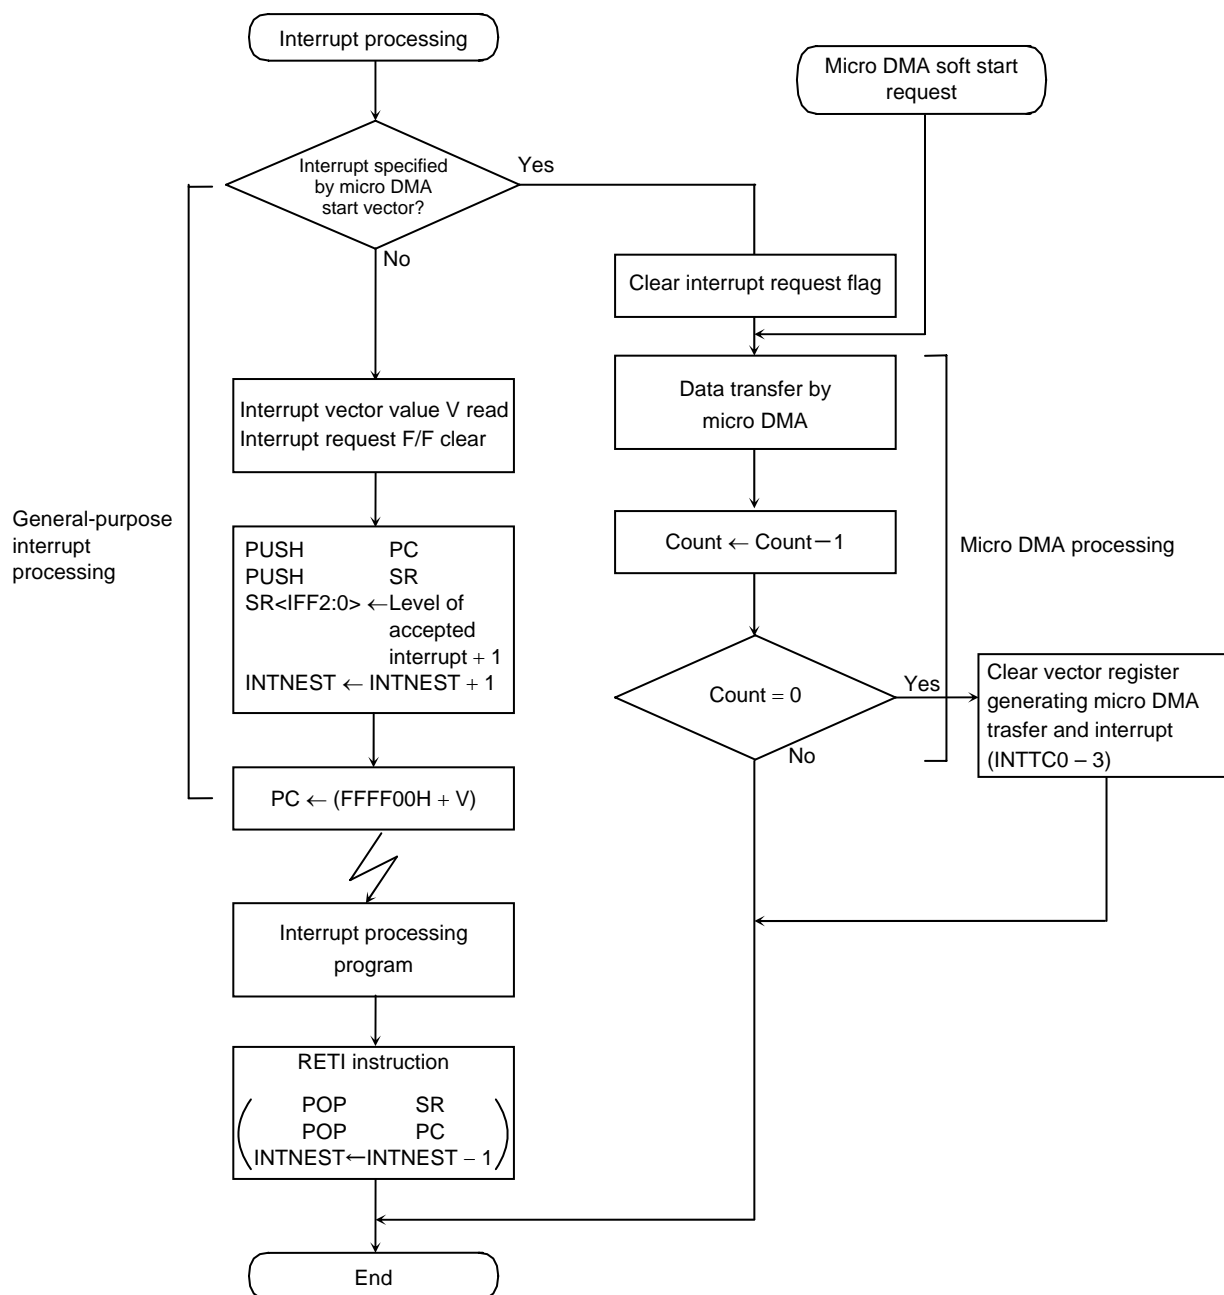 Interrupt processing
Micro DMA soft start
request
Interrupt specified
by micro DMA
start vector?
Yes
No
Clear interrupt request flag
Interrupt vector value V read
Interrupt request F/F clear
Data transfer by
micro DMA
General-purpose
interrupt
processing
PUSH PC
PUSH SR
SR<IFF2:0> ←Level of
accepted
interrupt + 1
INTNEST ← INTNEST + 1
Count ← Count−1
Micro DMA processing
Count = 0
Yes
No
Clear vector register
generating micro DMA
trasfer and interrupt
(INTTC0 – 3)
PC ← (FFFF00H + V)
Interrupt processing
program
RETI instruction
POP SR
POP PC
INTNEST←INTNEST – 1
End